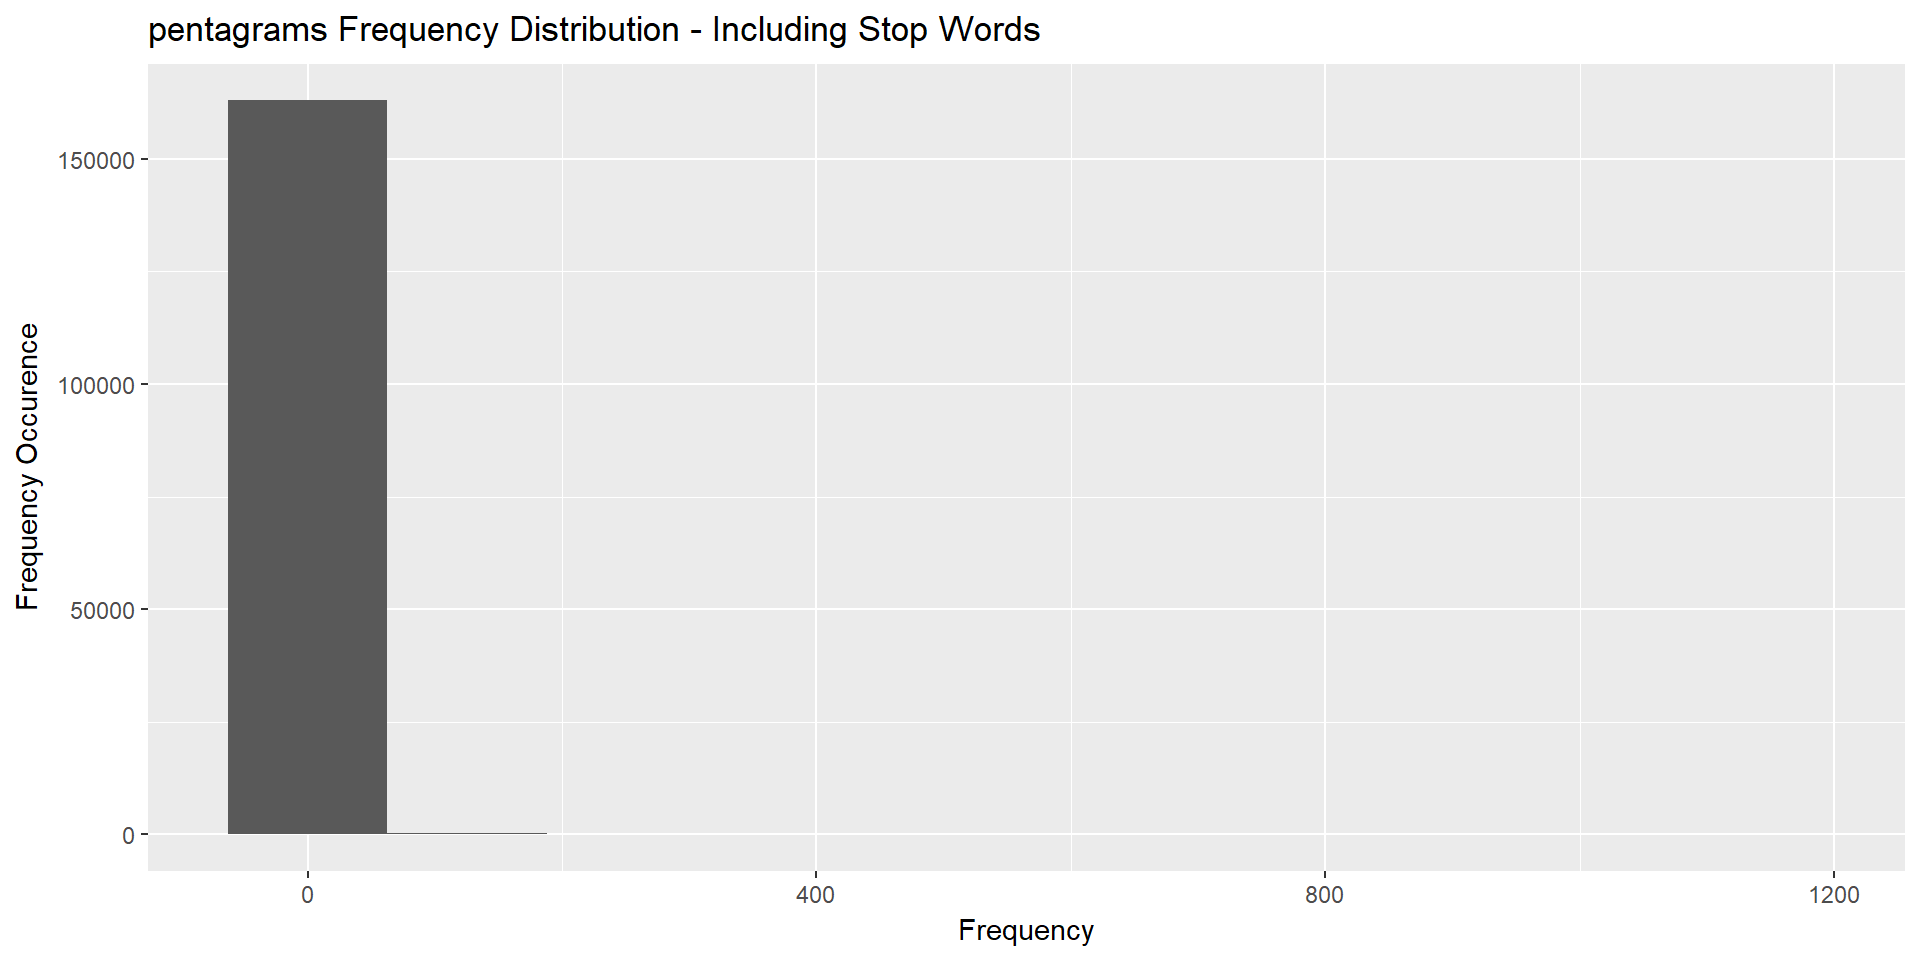 pentagrams Frequency Distribution - Including Stop Words
Frequency Occurence
150000
100000
50000
0
0 400 800 1200
Frequency